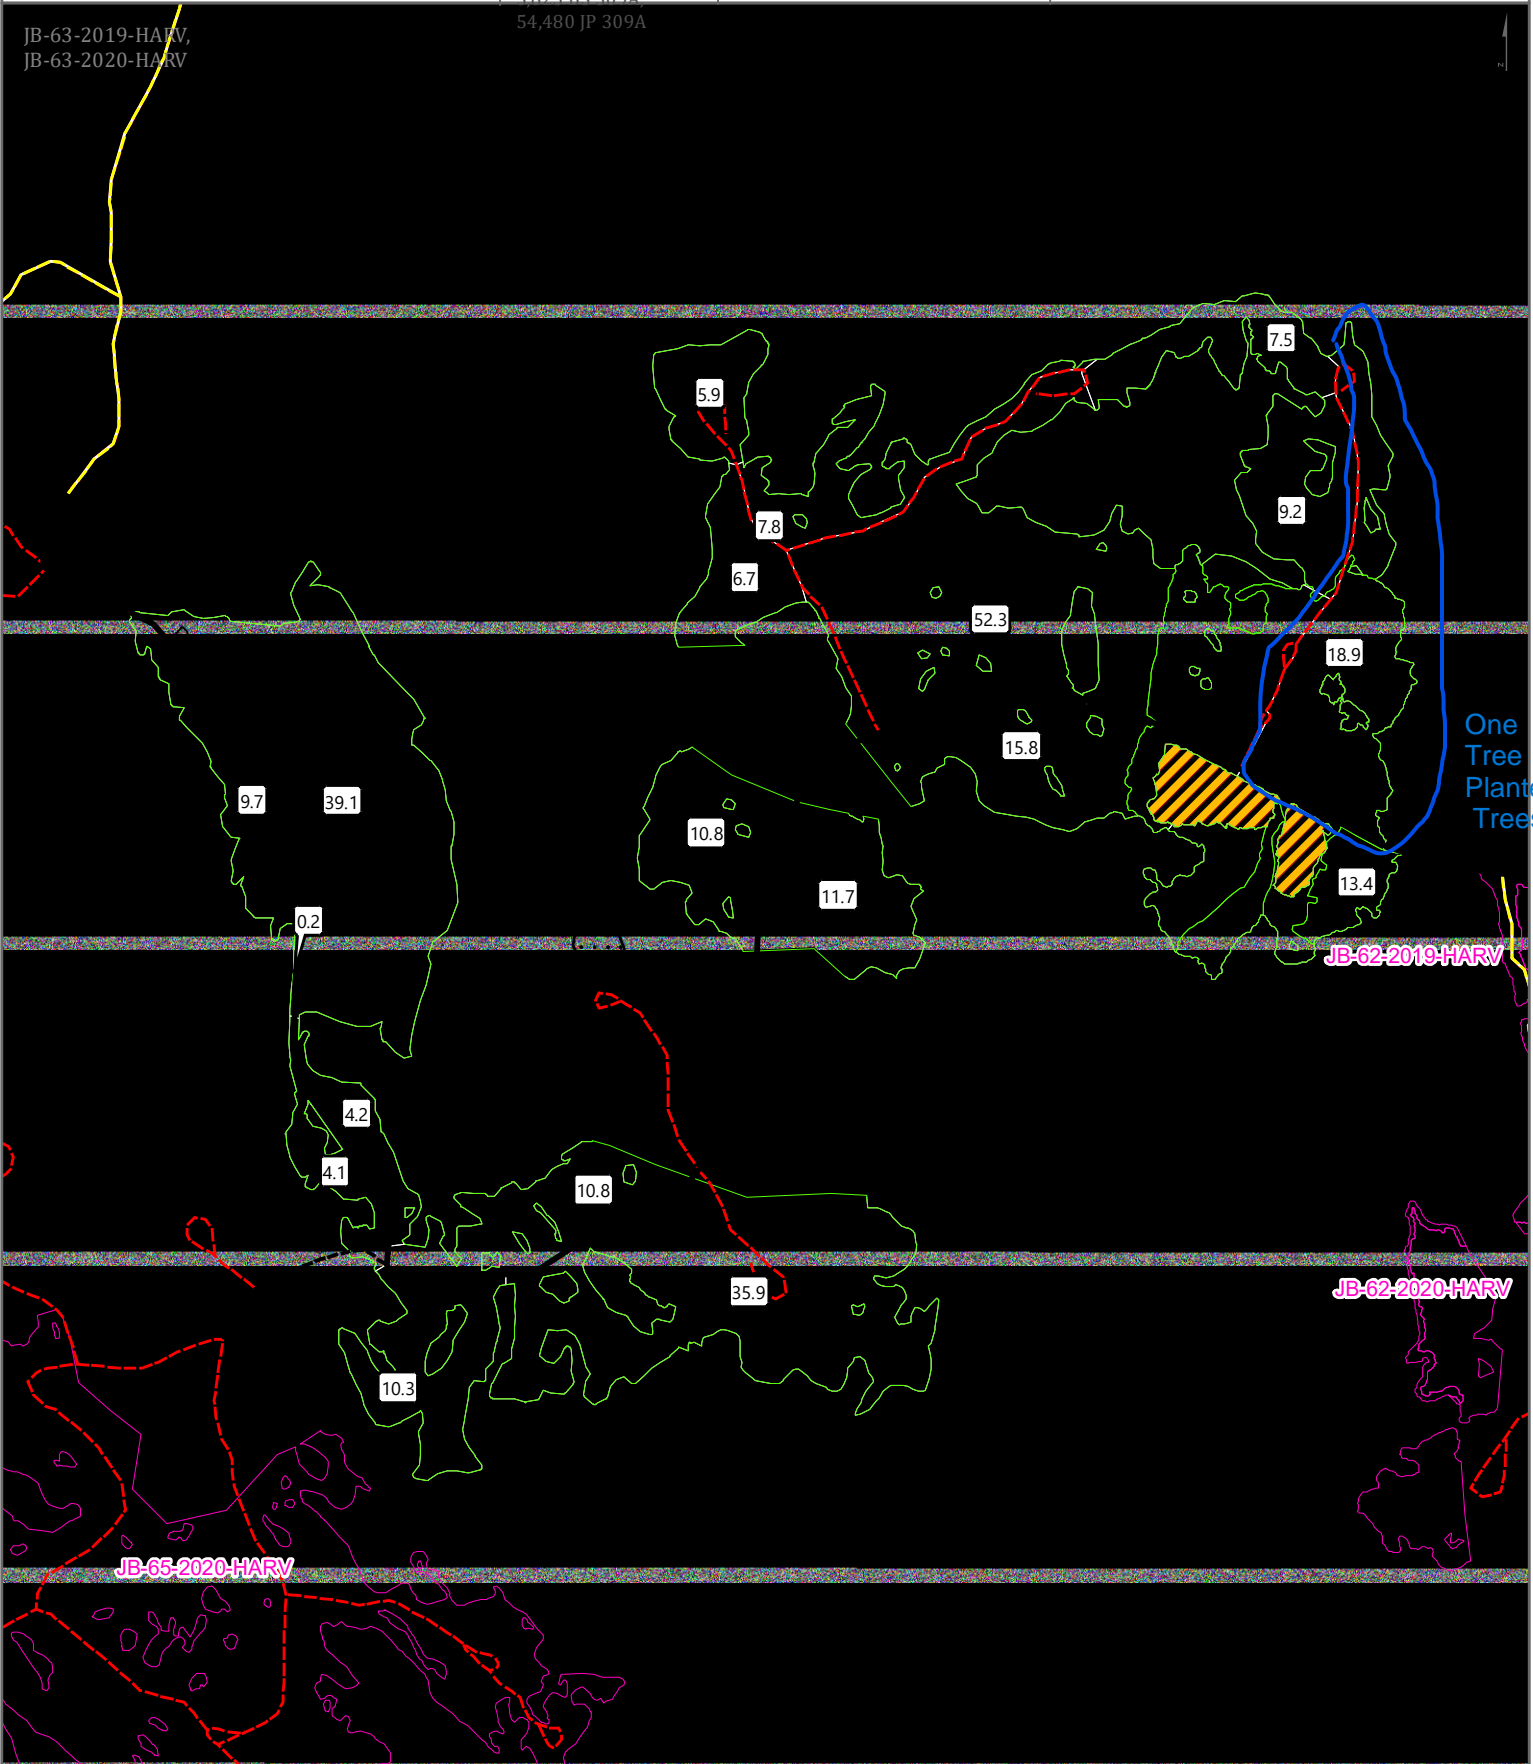 54,480 JP 309A
JB-63-2019-HARV,
JB-63-2020-HARV
7.5
5.9
9.2
7.8
6.7
52.3
18.9
One
Tree
Plante
Trees
15.8
9.7
39.1
10.8
11.7
13.4
0.2
JB-62-2019-HARV
4.2
4.1
10.8
JB-62-2020-HARV
35.9
10.3
JB-65-2020-HARV